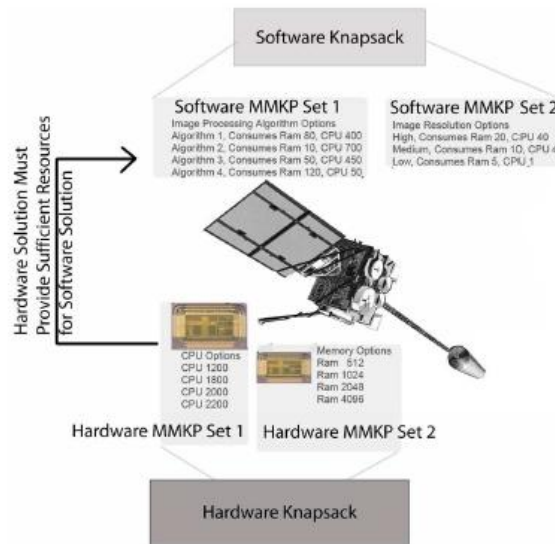 Software Knapsack
Software MMKP Set 1
Image Processing Algorithm Options
Algorithm 1, Consumes Ram 80, CPU 400
Algorithm 2, Consumes Ram 10, CPU 700
Algorithm 3, Consumes Ram 50, CPU 450
Algorithm 4, Consumes Ram 120, CPU 50
Software MMKP Set 2
Image Resolution Options
High, Consumes Ram 20, CPU 40
Medium, Consumes Ram 10, CPU 4
Low, Consumes Ram 5, CPU 1
Hardware Solution Must
Provide Sufficient Resources
for Software Solution
CPU Options
CPU 1200
CPU 1800
CPU 2000
CPU 2200
Hardware MMKP Set 1
Memory Options
Ram 512
Ram 1024
Ram 2048
Ram 4096
Hardware MMKP Set 2
Hardware Knapsack